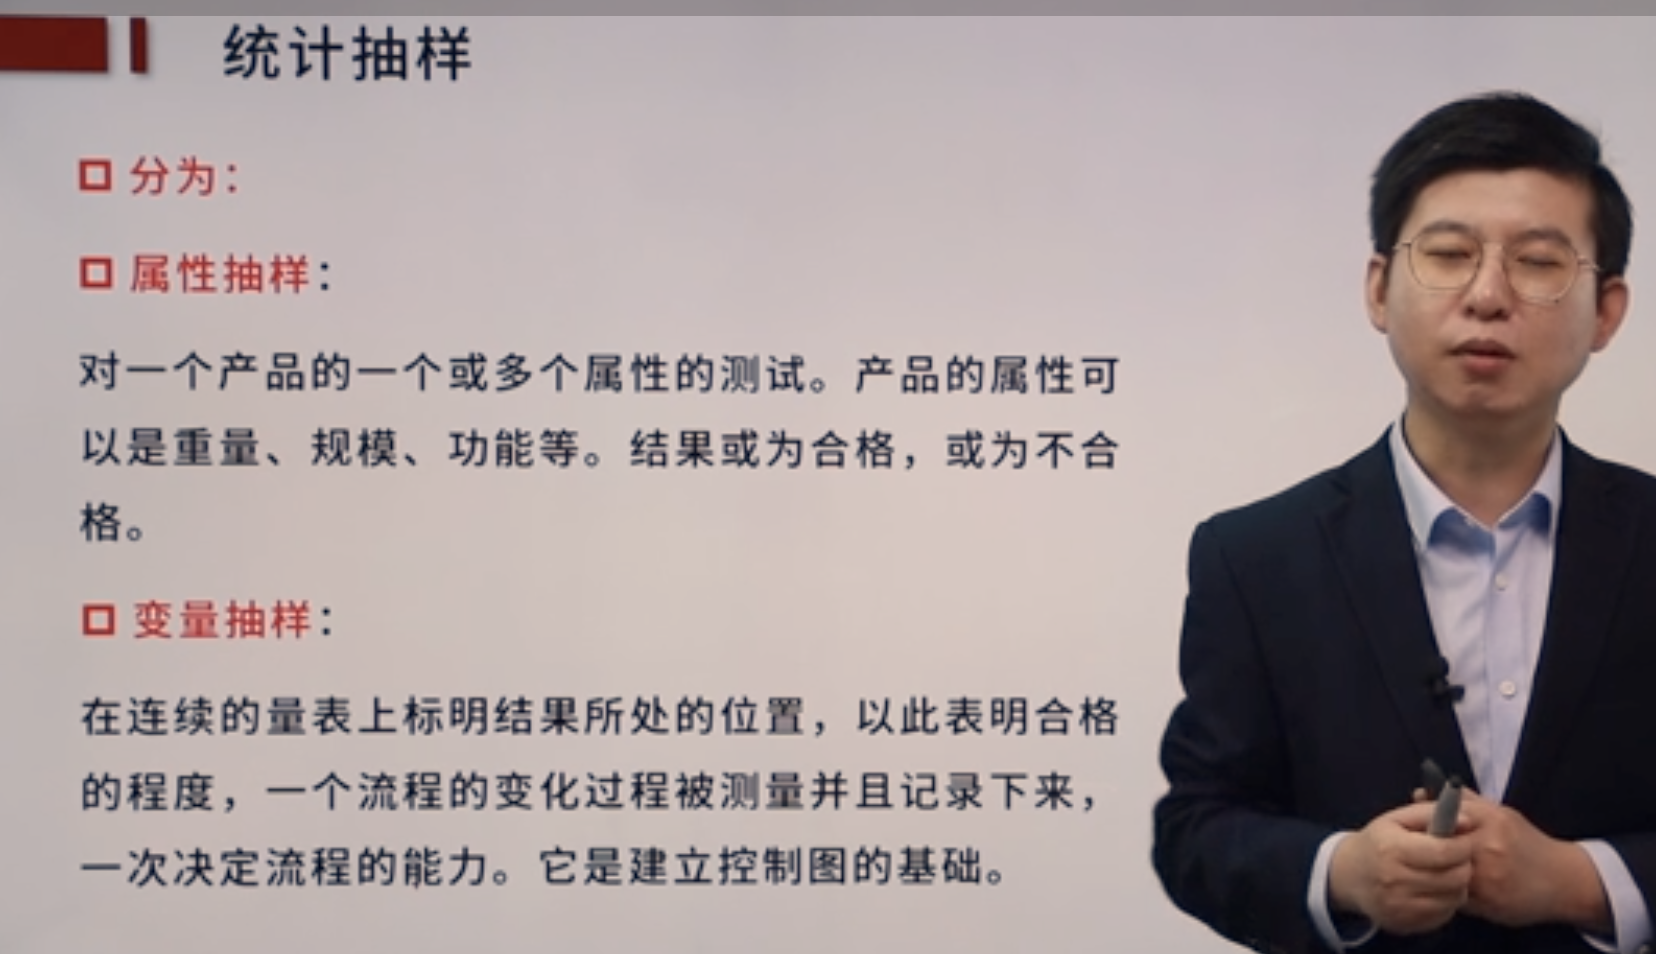 统计抽样
分为：
属性抽样：
对一个产品的一个或多个属性的测试。产品的属性可
以是重量、规模、功能等。结果或为合格，或为不合
格。
变量抽样：
在连续的量表上标明结果所处的位置，以此表明合格
的程度，一个流程的变化过程被测量并且记录下来，
一次决定流程的能力。它是建立控制图的基础。